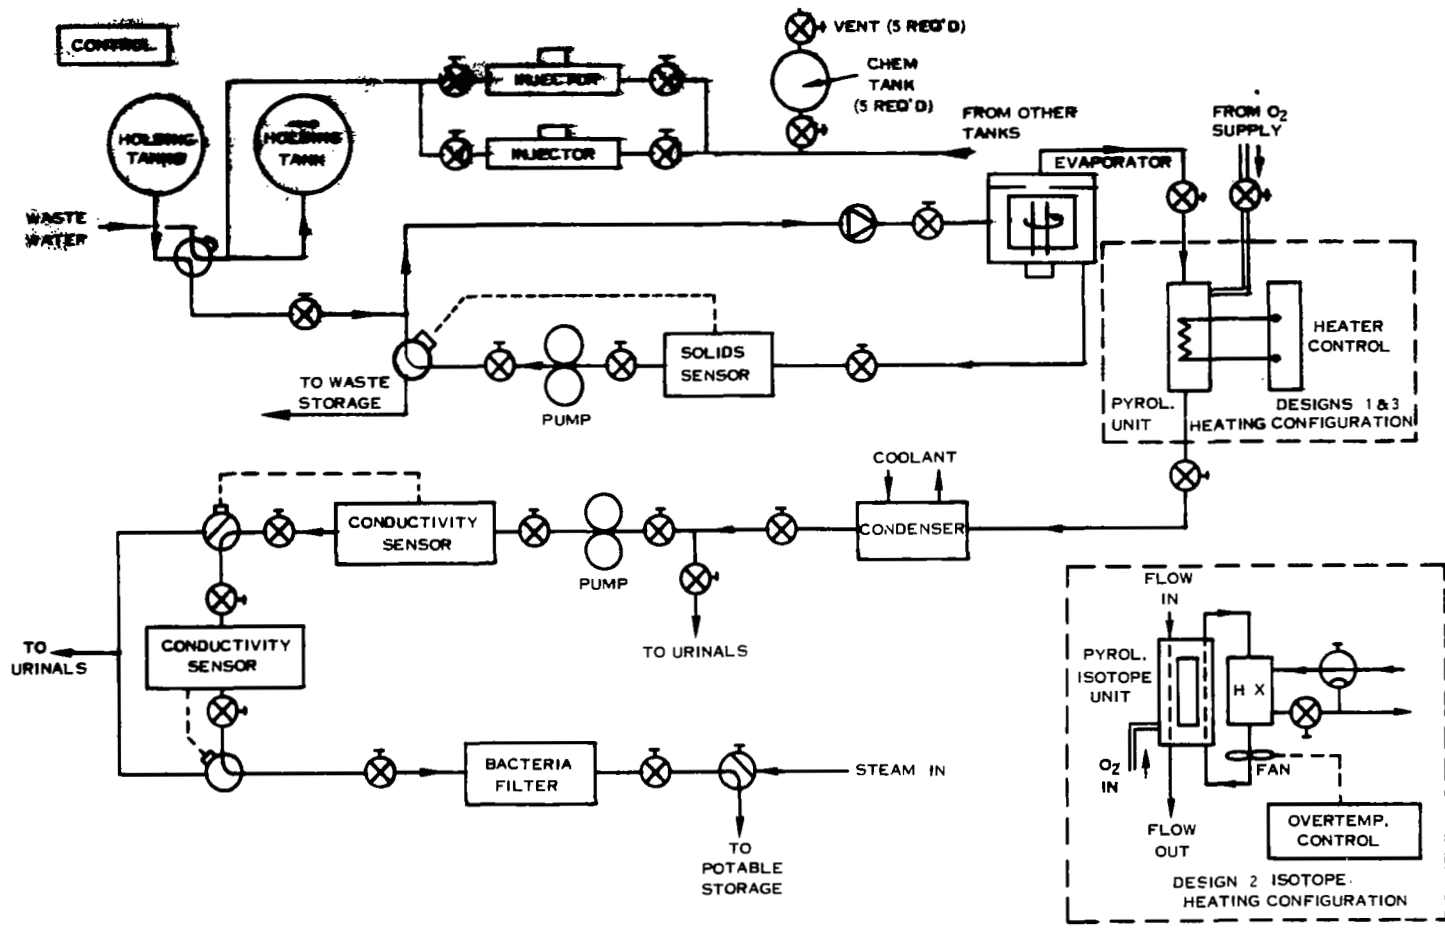 CONTROL
VENT (5 REQ'D)
CHEM
TANK
(5 REQ'D)
INJECTOR
INJECTOR
FROM OTHER
TANKS
FROM O2
SUPPLY
HOLDING
TANKS
HOLDING
TANK
EVAPORATOR
WASTE
WATER
HEATER
CONTROL
SOLIDS
SENSOR
TO WASTE
STORAGE
PUMP
PYROL.
UNIT
DESIGNS 1 & 3
HEATING CONFIGURATION
COOLANT
CONDENSER
CONDUCTIVITY
SENSOR
PUMP
TO URINALS
CONDUCTIVITY
SENSOR
TO
URINALS
BACTERIA
FILTER
STEAM IN
TO
POTABLE
STORAGE
FLOW
IN
PYROL.
ISOTOPE
UNIT
H X
O2
IN
FAN
FLOW
OUT
OVERTEMP.
CONTROL
DESIGN 2 ISOTOPE
HEATING CONFIGURATION